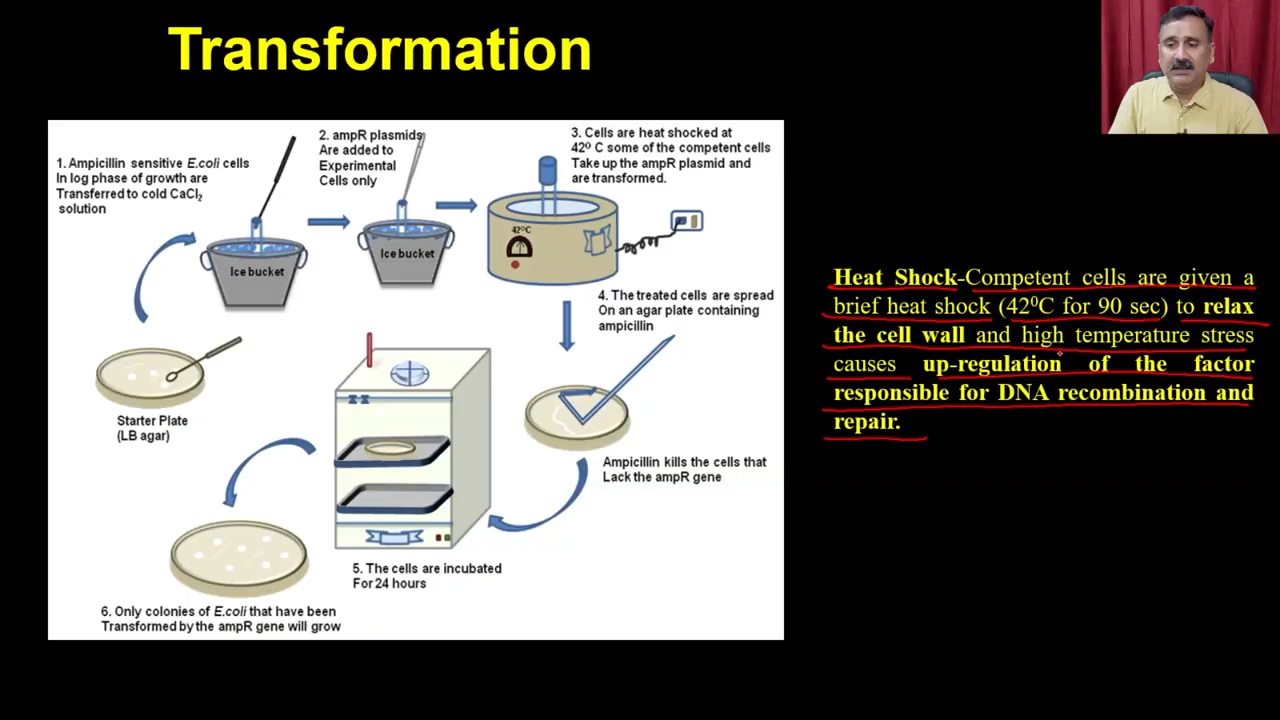 Transformation
1. Ampicillin sensitive E.coli cells
In log phase of growth are
Transferred to cold CaCl₂
solution
Ice bucket
2. ampR plasmids
Are added to
Experimental
Cells only
Ice bucket
3. Cells are heat shocked at
42⁰ C some of the competent cells
Take up the ampR plasmid and
are transformed.
42⁰C
4. The treated cells are spread
On an agar plate containing
ampicillin
Starter Plate
(LB agar)
Ampicillin kills the cells that
Lack the ampR gene
5. The cells are incubated
For 24 hours
6. Only colonies of E.coli that have been
Transformed by the ampR gene will grow
Heat Shock-Competent cells are given a
brief heat shock (42⁰C for 90 sec) to relax
the cell wall and high temperature stress
causes up-regulation of the factor
responsible for DNA recombination and
repair.